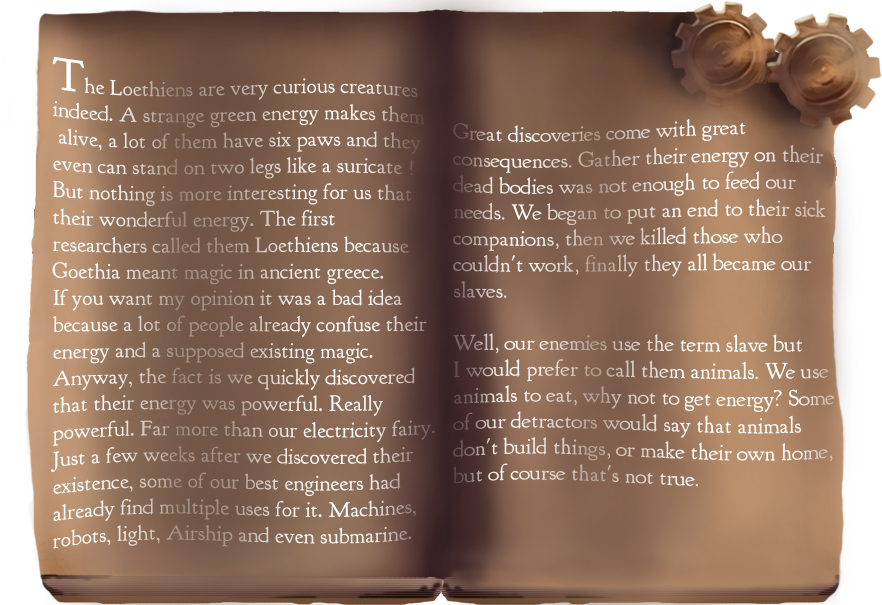 The Loethiens are very curious creatures
indeed. A strange green energy makes them
alive, a lot of them have six paws and they
even can stand on two legs like a suricate !
But nothing is more interesting for us that
their wonderful energy. The first
researchers called them Loethiens because
Goethia meant magic in ancient greece.
If you want my opinion it was a bad idea
because a lot of people already confuse their
energy and a supposed existing magic.
Anyway, the fact is we quickly discovered
that their energy was powerful. Really
powerful. Far more than our electricity fairy.
Just a few weeks after we discovered their
existence, some of our best engineers had
already find multiple uses for it. Machines,
robots, light, Airship and even submarine.
Great discoveries come with great
consequences. Gather their energy on their
dead bodies was not enough to feed our
needs. We began to put an end to their sick
companions, then we killed those who
couldn't work, finally they all became our
slaves.
Well, our enemies use the term slave but
I would prefer to call them animals. We use
animals to eat, why not to get energy? Some
of our detractors would say that animals
don't build things, or make their own home,
but of course that's not true.